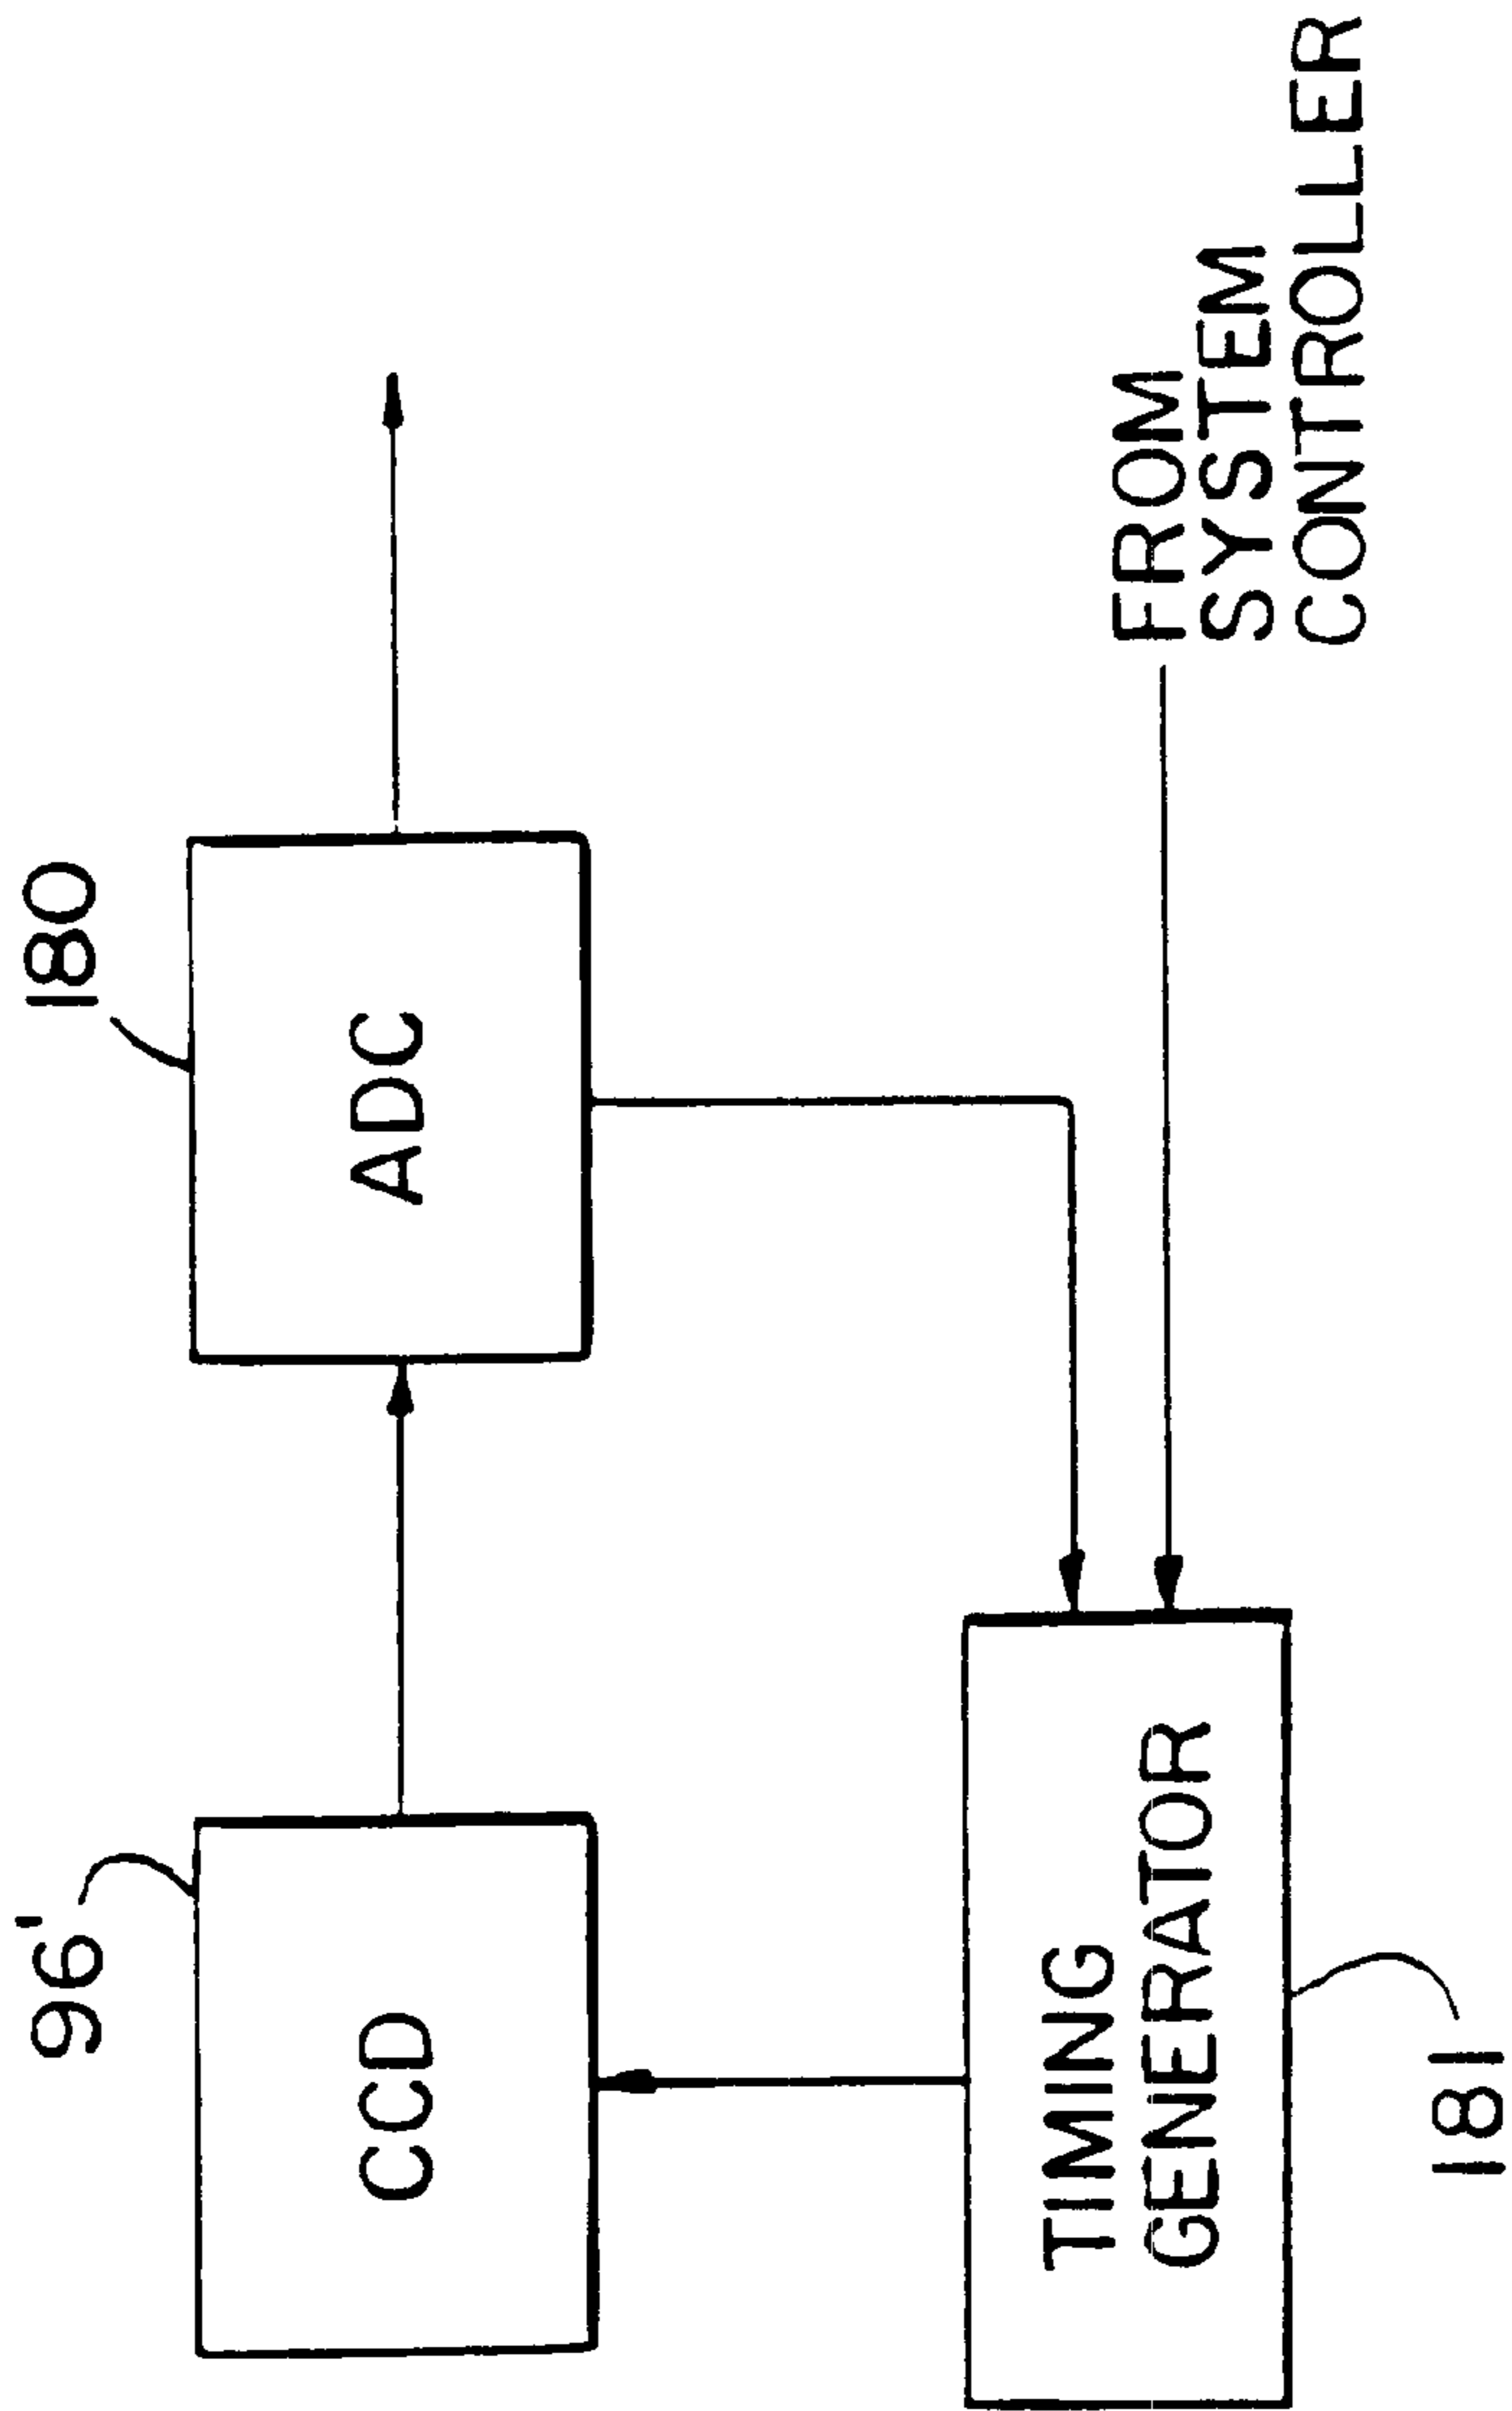 96'
180
CCD
ADC
FROM
SYSTEM
CONTROLLER
TIMING
GENERATOR
181